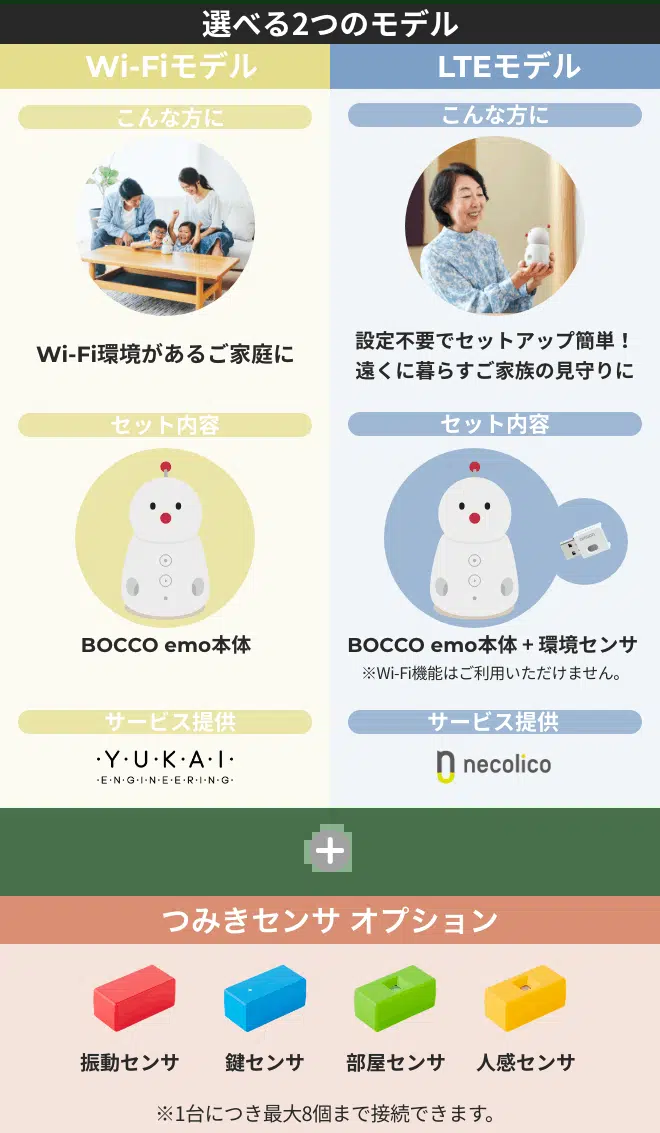 選べる2つのモデル
Wi-Fiモデル
こんな方に
Wi-Fi環境があるご家庭に
セット内容
BOCCO emo本体
サービス提供
·Y·U·K·A·I·
·E·N·G·I·N·E·E·R·I·N·G·
LTEモデル
こんな方に
設定不要でセットアップ簡単！
遠くに暮らすご家族の見守りに
セット内容
BOCCO emo本体 + 環境センサ
※Wi-Fi機能はご利用いただけません。
サービス提供
necolico
+
つみきセンサ オプション
振動センサ
鍵センサ
部屋センサ
人感センサ
※1台につき最大8個まで接続できます。